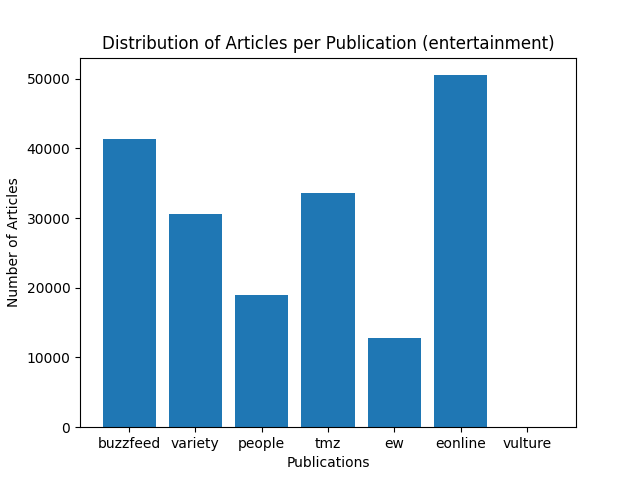 Distribution of Articles per Publication (entertainment)
50000
40000
30000
20000
10000
0
Number of Articles
buzzfeed variety people tmz ew eonline vulture
Publications